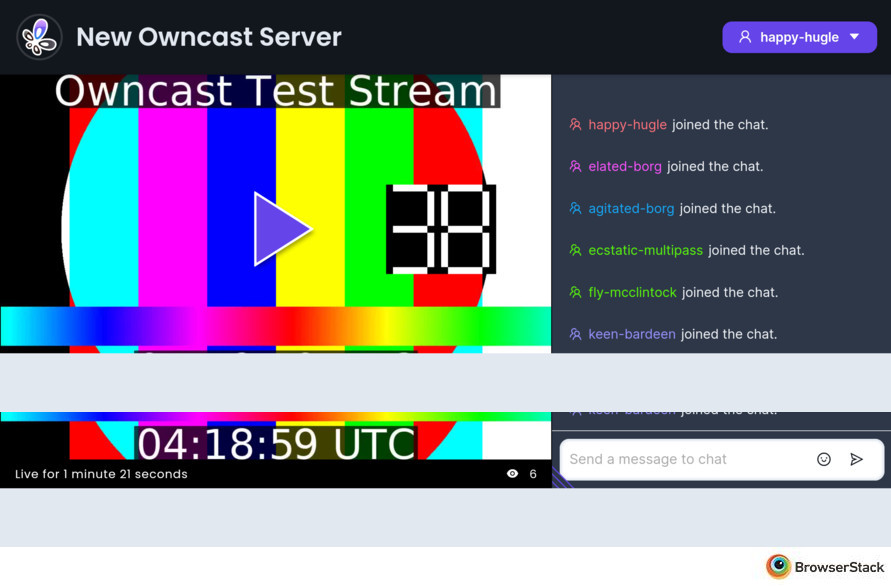 New Owncast Server
happy-hugle
Owncast Test Stream
happy-hugle joined the chat.
elated-borg joined the chat.
agitated-borg joined the chat.
ecstatic-multipass joined the chat.
fly-mcclintock joined the chat.
keen-bardeen joined the chat.
keen-bardeen joined the chat.
04:18:59 UTC
Send a message to chat
Live for 1 minute 21 seconds
6
BrowserStack